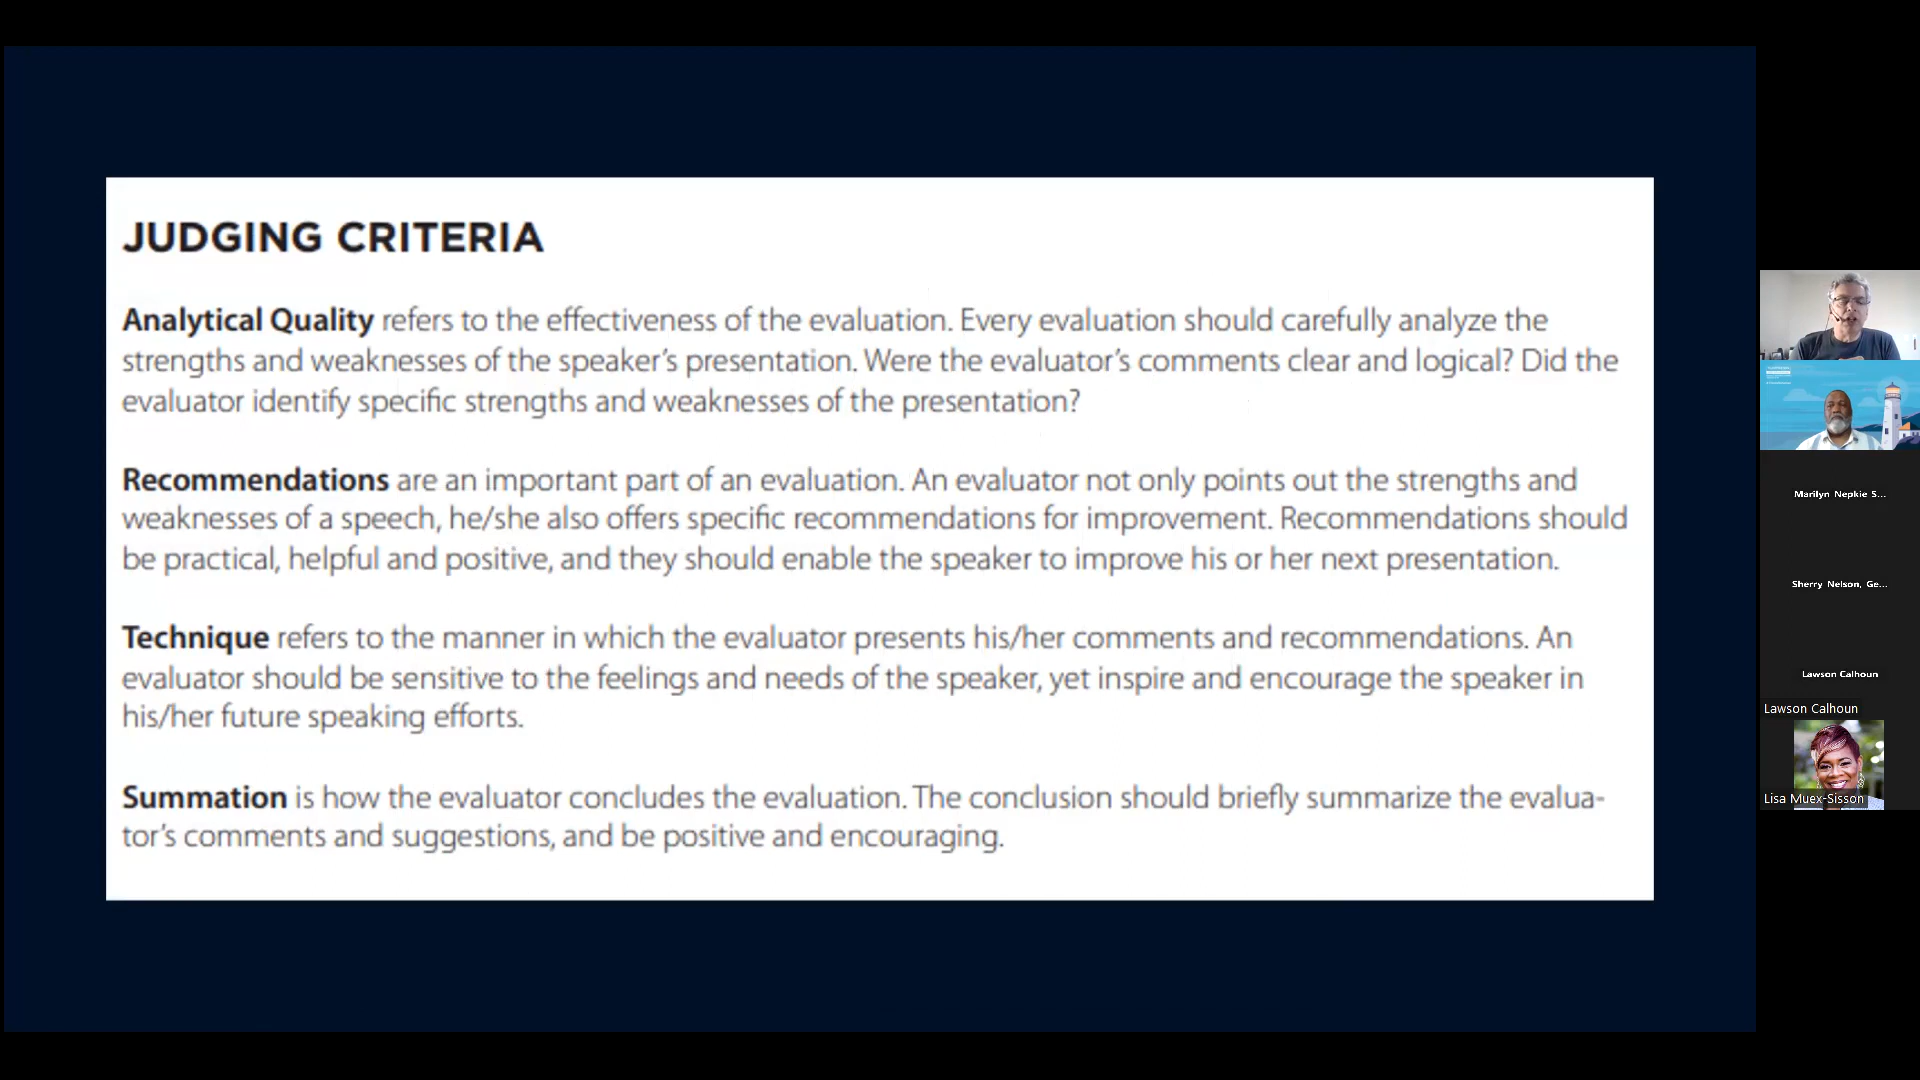 JUDGING CRITERIA
Analytical Quality refers to the effectiveness of the evaluation. Every evaluation should carefully analyze the
strengths and weaknesses of the speaker's presentation. Were the evaluator's comments clear and logical? Did the
evaluator identify specific strengths and weaknesses of the presentation?
Recommendations are an important part of an evaluation. An evaluator not only points out the strengths and
weaknesses of a speech, he/she also offers specific recommendations for improvement. Recommendations should
be practical, helpful and positive, and they should enable the speaker to improve his or her next presentation.
Technique refers to the manner in which the evaluator presents his/her comments and recommendations. An
evaluator should be sensitive to the feelings and needs of the speaker, yet inspire and encourage the speaker in
his/her future speaking efforts.
Summation is how the evaluator concludes the evaluation. The conclusion should briefly summarize the evalua-
tor's comments and suggestions, and be positive and encouraging.
Marilyn Nepkie S...
Sherry Nelson, Ge...
Lawson Calhoun
Lawson Calhoun
Lisa Muex-Sisson